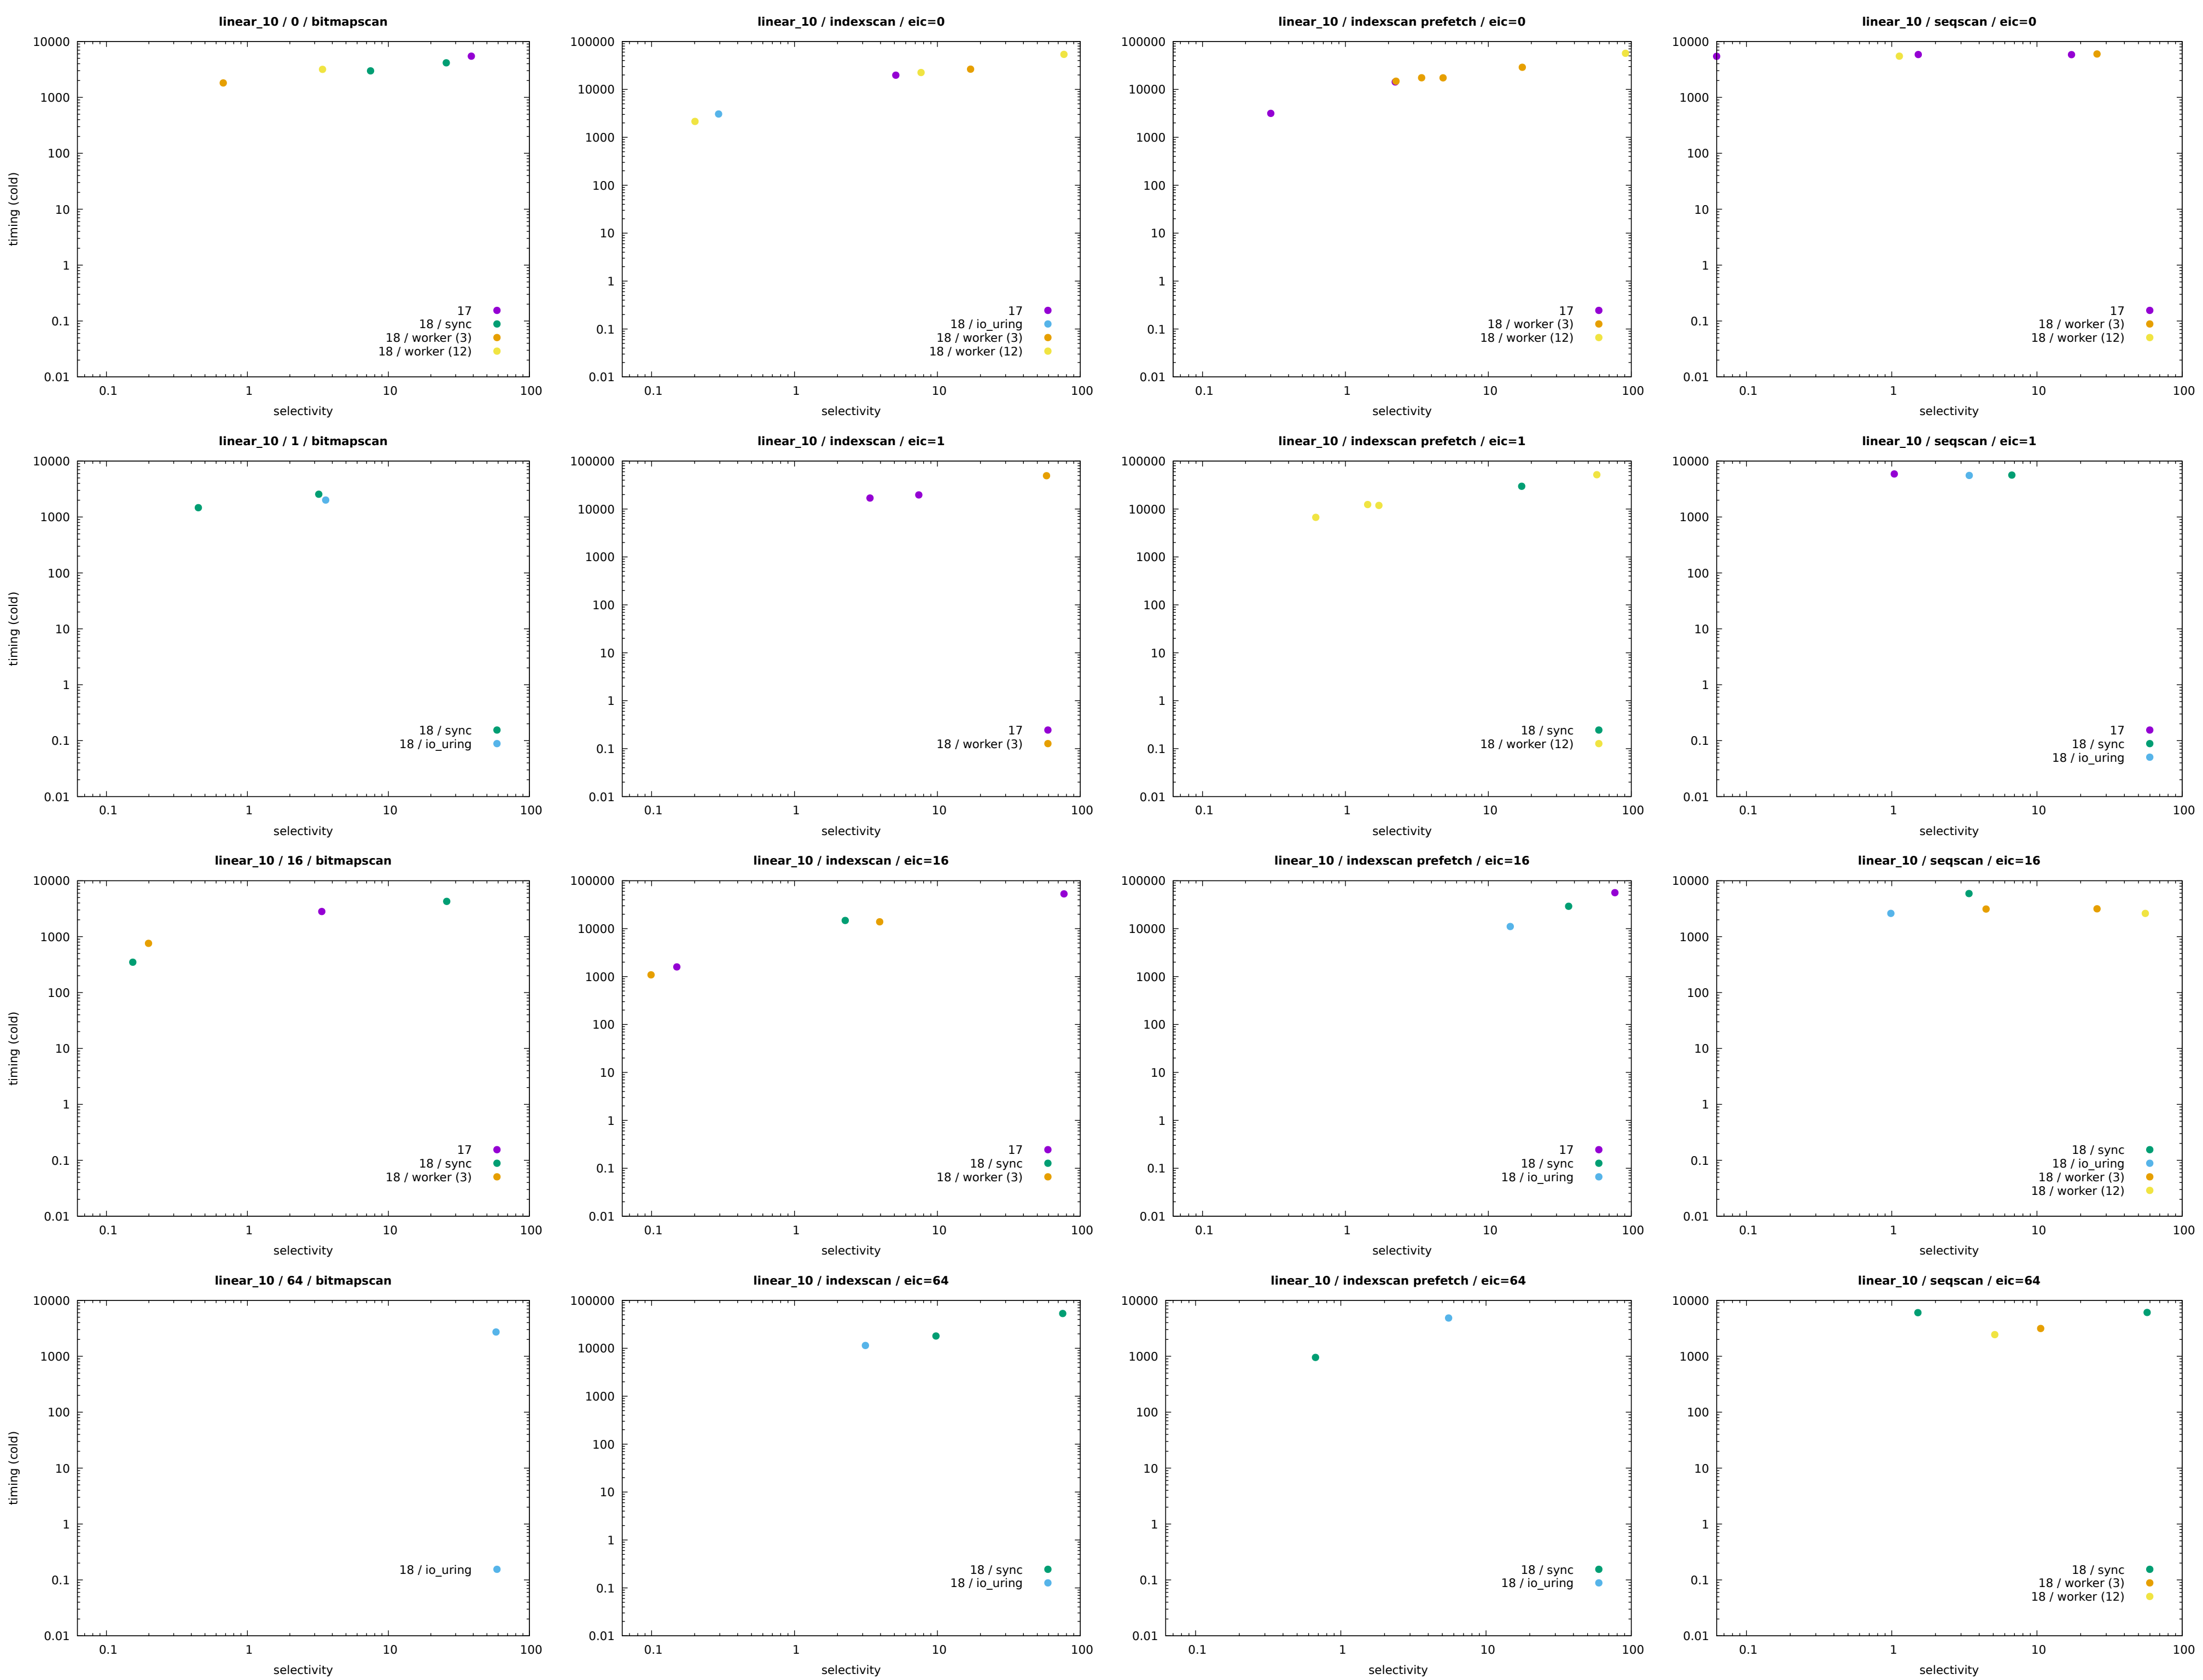 linear_10 / 0 / bitmapscan
timing (cold)
10000
1000
100
10
1
0.1
0.01
17
18 / sync
18 / worker (3)
18 / worker (12)
0.1 1 10 100
selectivity
linear_10 / indexscan / eic=0
100000
10000
1000
100
10
1
0.1
0.01
17
18 / io_uring
18 / worker (3)
18 / worker (12)
0.1 1 10 100
selectivity
linear_10 / indexscan prefetch / eic=0
100000
10000
1000
100
10
1
0.1
0.01
17
18 / worker (3)
18 / worker (12)
0.1 1 10 100
selectivity
linear_10 / seqscan / eic=0
10000
1000
100
10
1
0.1
0.01
17
18 / worker (3)
18 / worker (12)
0.1 1 10 100
selectivity
linear_10 / 1 / bitmapscan
timing (cold)
10000
1000
100
10
1
0.1
0.01
18 / sync
18 / io_uring
0.1 1 10 100
selectivity
linear_10 / indexscan / eic=1
100000
10000
1000
100
10
1
0.1
0.01
17
18 / worker (3)
0.1 1 10 100
selectivity
linear_10 / indexscan prefetch / eic=1
100000
10000
1000
100
10
1
0.1
0.01
18 / sync
18 / worker (12)
0.1 1 10 100
selectivity
linear_10 / seqscan / eic=1
10000
1000
100
10
1
0.1
0.01
17
18 / sync
18 / io_uring
0.1 1 10 100
selectivity
linear_10 / 16 / bitmapscan
timing (cold)
10000
1000
100
10
1
0.1
0.01
17
18 / sync
18 / worker (3)
0.1 1 10 100
selectivity
linear_10 / indexscan / eic=16
100000
10000
1000
100
10
1
0.1
0.01
17
18 / sync
18 / worker (3)
0.1 1 10 100
selectivity
linear_10 / indexscan prefetch / eic=16
100000
10000
1000
100
10
1
0.1
0.01
17
18 / sync
18 / io_uring
0.1 1 10 100
selectivity
linear_10 / seqscan / eic=16
10000
1000
100
10
1
0.1
0.01
18 / sync
18 / io_uring
18 / worker (3)
18 / worker (12)
0.1 1 10 100
selectivity
linear_10 / 64 / bitmapscan
timing (cold)
10000
1000
100
10
1
0.1
0.01
18 / io_uring
0.1 1 10 100
selectivity
linear_10 / indexscan / eic=64
100000
10000
1000
100
10
1
0.1
0.01
18 / sync
18 / io_uring
0.1 1 10 100
selectivity
linear_10 / indexscan prefetch / eic=64
10000
1000
100
10
1
0.1
0.01
18 / sync
18 / io_uring
0.1 1 10 100
selectivity
linear_10 / seqscan / eic=64
10000
1000
100
10
1
0.1
0.01
18 / sync
18 / worker (3)
18 / worker (12)
0.1 1 10 100
selectivity